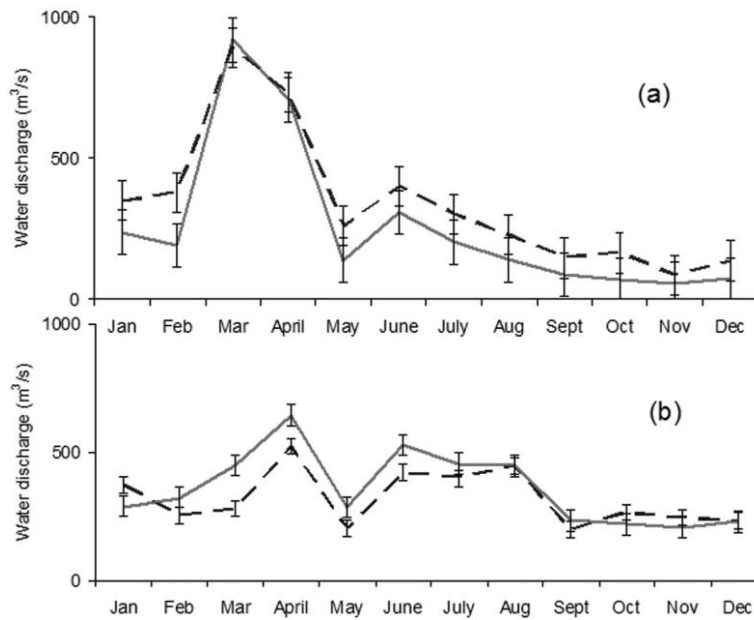 1000
(a)
Water discharge (m³/s)
500
0
Jan Feb Mar April May June July Aug Sept Oct Nov Dec
1000
(b)
Water discharge (m³/s)
500
0
Jan Feb Mar April May June July Aug Sept Oct Nov Dec